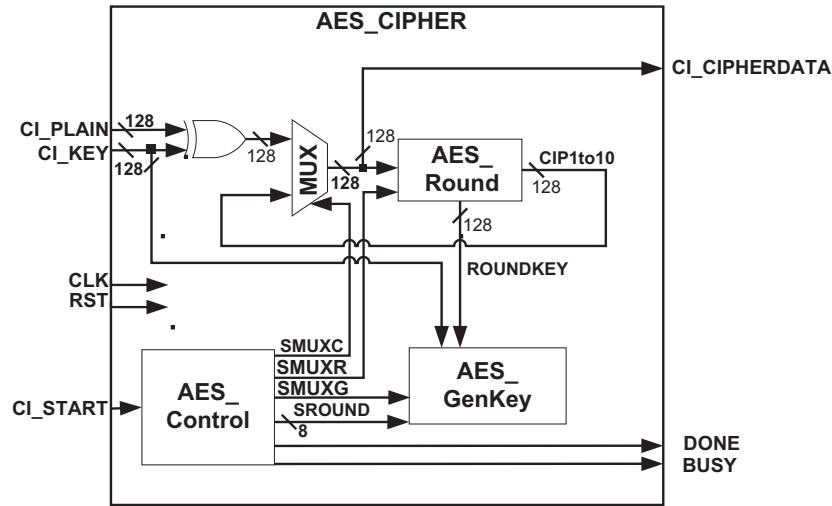 AES_CIPHER
CI_CIPHERDATA
CI_PLAIN
128
128
128
CI_KEY
128
128
MUX
128
AES_
Round
CIP1to10
128
128
ROUNDKEY
CLK
RST
SMUXC
SMUXR
SMUXG
SROUND
8
AES_
Control
AES_
GenKey
CI_START
DONE
BUSY